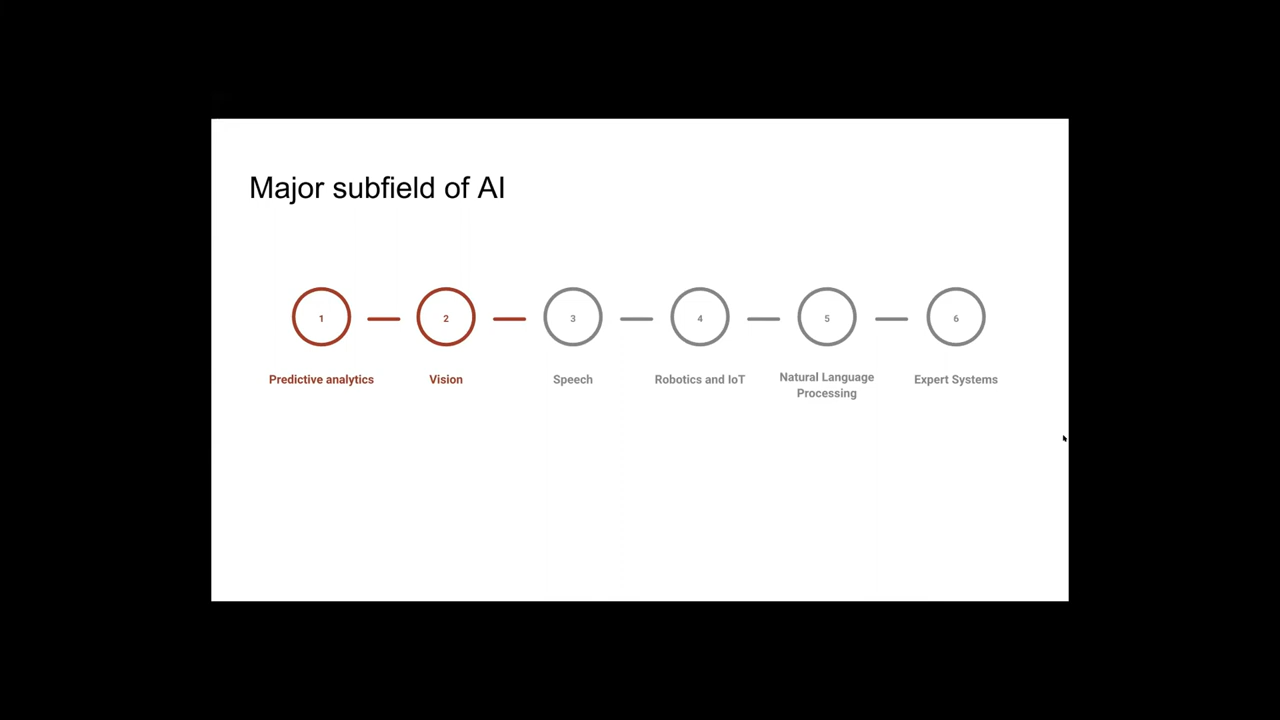 Major subfield of AI
1 2 3 4 5 6
Predictive analytics Vision Speech Robotics and IoT Natural Language Expert Systems
Processing